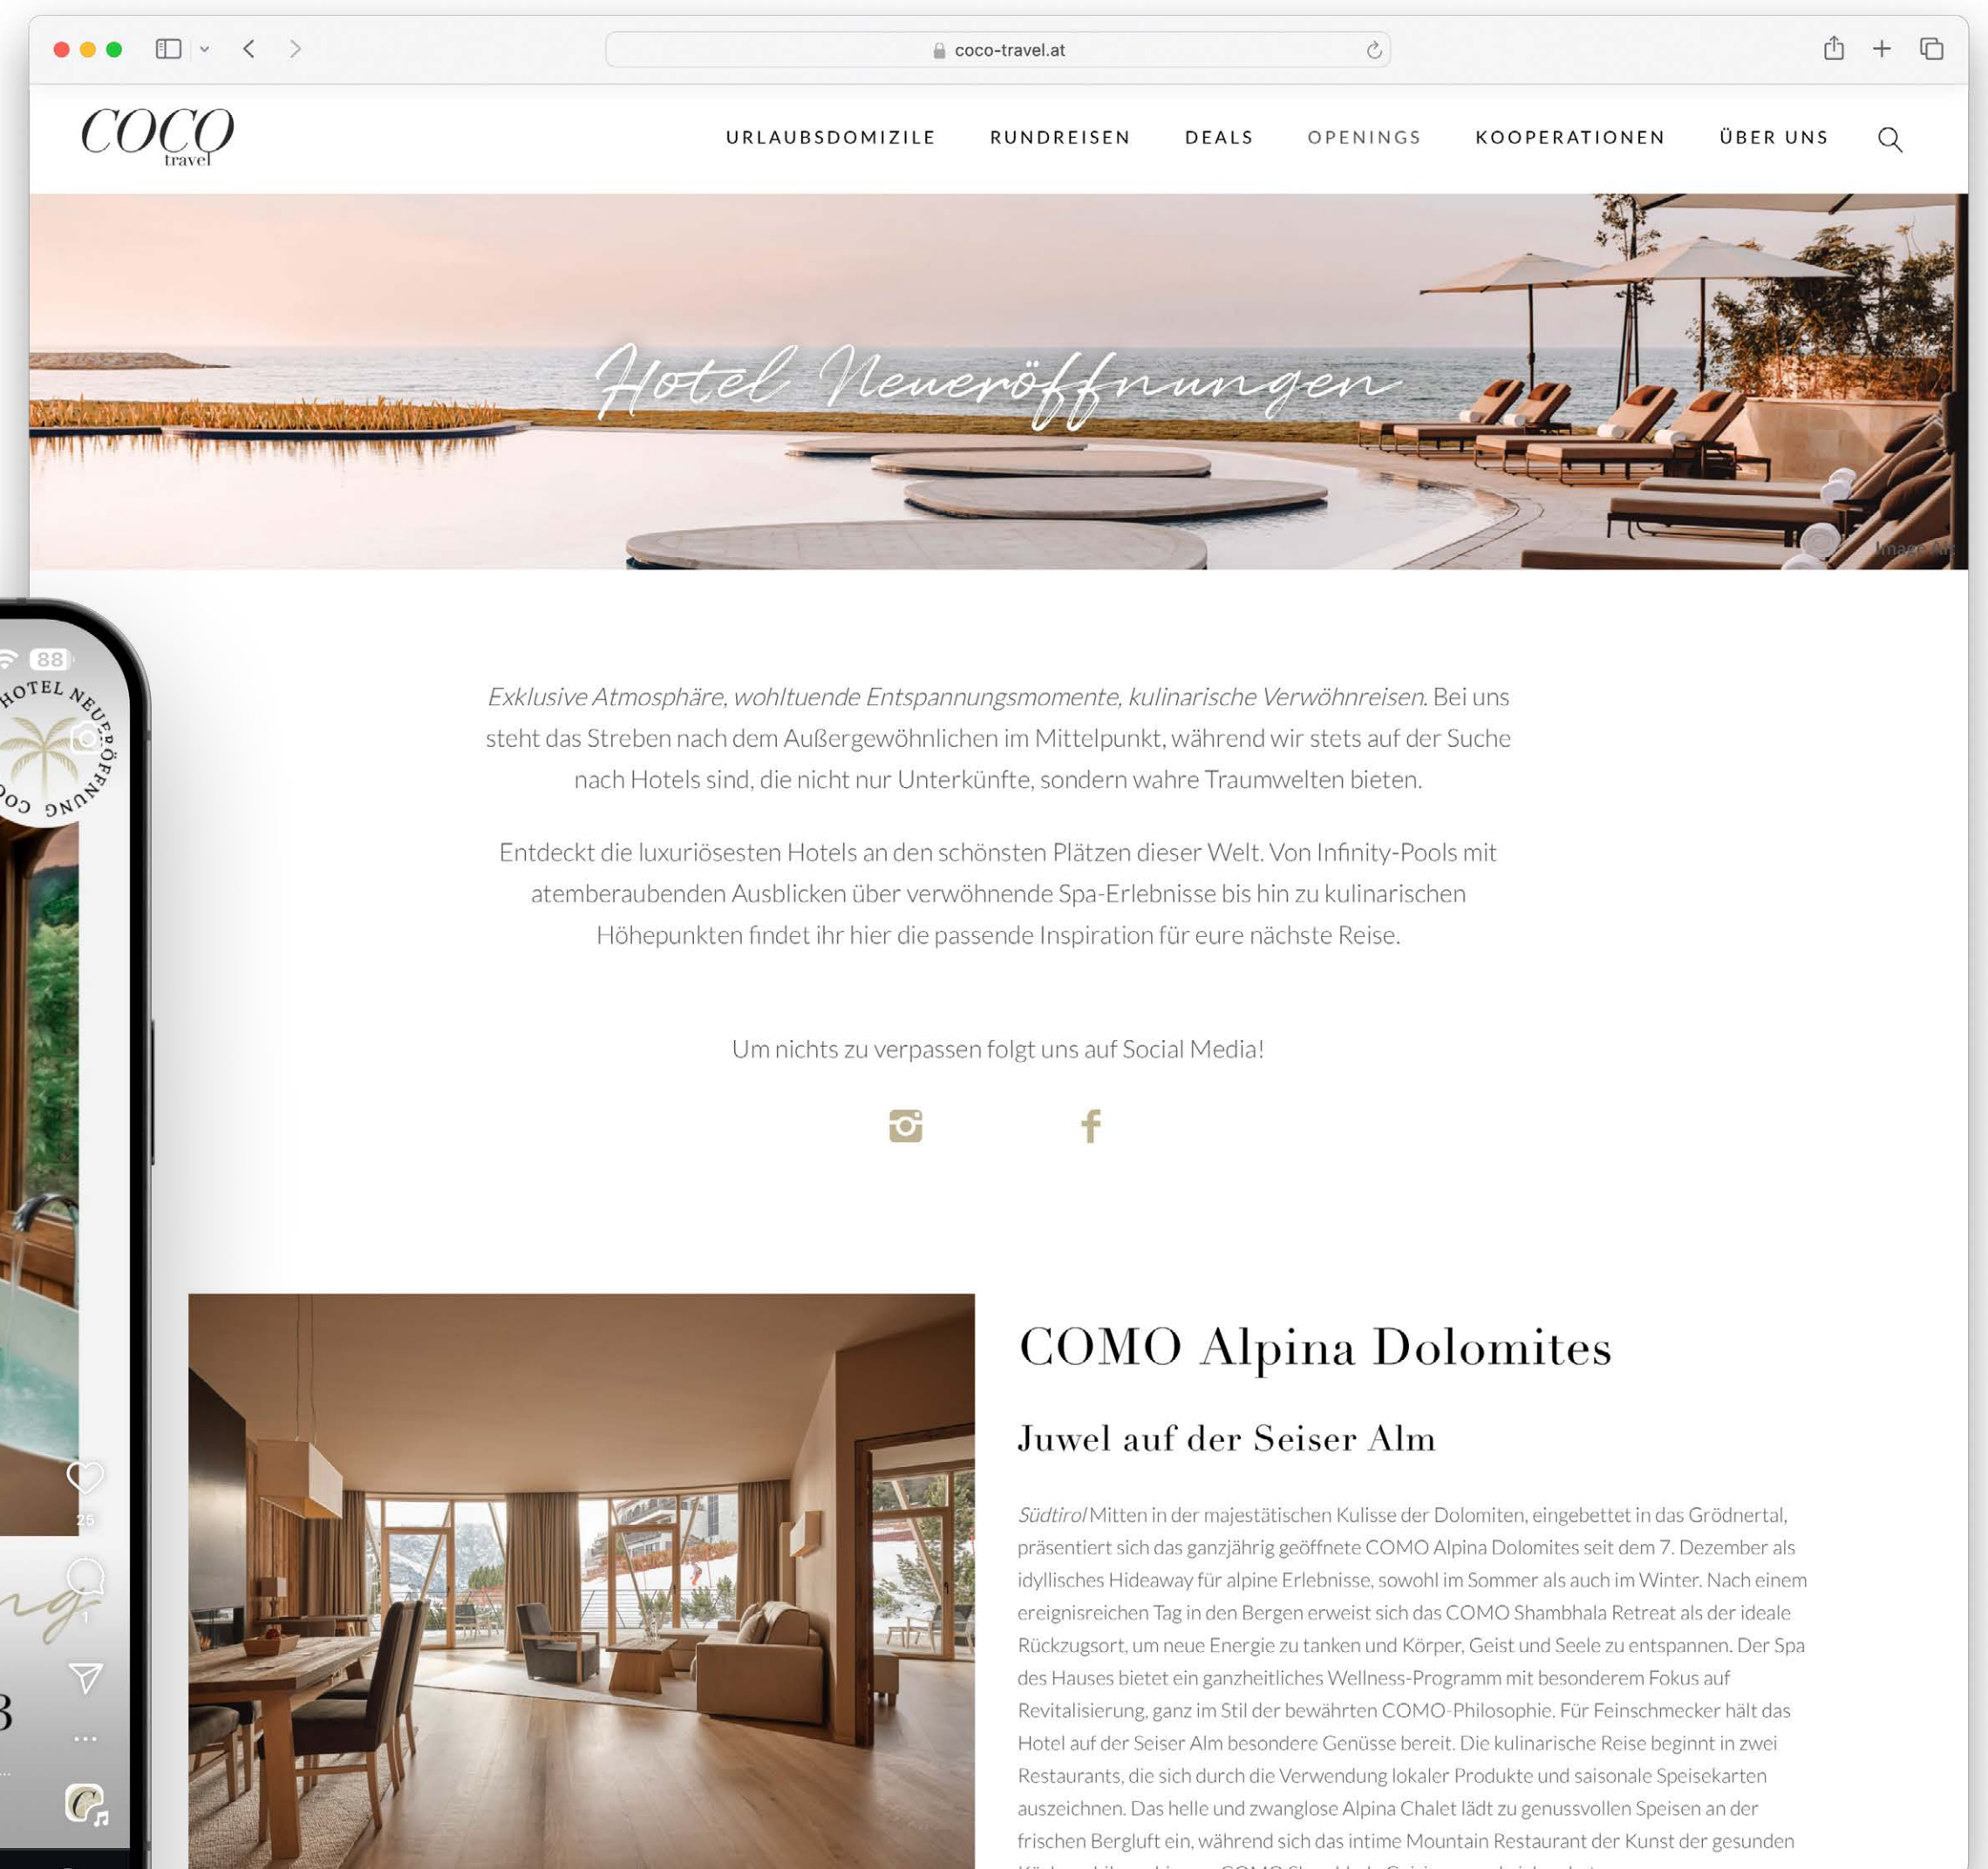 coco-travel.at
COCO
travel
URLAUBSDOMIZILE RUNDREISEN DEALS OPENINGS KOOPERATIONEN ÜBER UNS
Hotel Neueröffnungen
Image Alt
88
HOTEL NEUERÖFFNUNG
Exklusive Atmosphäre, wohltuende Entspannungsmomente, kulinarische Verwöhnreisen. Bei uns
steht das Streben nach dem Außergewöhnlichen im Mittelpunkt, während wir stets auf der Suche
nach Hotels sind, die nicht nur Unterkünfte, sondern wahre Traumwelten bieten.
Entdeckt die luxuriösesten Hotels an den schönsten Plätzen dieser Welt. Von Infinity-Pools mit
atemberaubenden Ausblicken über verwöhnende Spa-Erlebnisse bis hin zu kulinarischen
Höhepunkten findet ihr hier die passende Inspiration für eure nächste Reise.
Um nichts zu verpassen folgt uns auf Social Media!
25
1
3
COMO Alpina Dolomites
Juwel auf der Seiser Alm
Südtirol Mitten in der majestätischen Kulisse der Dolomiten, eingebettet in das Grödnertal,
präsentiert sich das ganzjährig geöffnete COMO Alpina Dolomites seit dem 7. Dezember als
idyllisches Hideaway für alpine Erlebnisse, sowohl im Sommer als auch im Winter. Nach einem
ereignisreichen Tag in den Bergen erweist sich das COMO Shambhala Retreat als der ideale
Rückzugsort, um neue Energie zu tanken und Körper, Geist und Seele zu entspannen. Der Spa
des Hauses bietet ein ganzheitliches Wellness-Programm mit besonderem Fokus auf
Revitalisierung, ganz im Stil der bewährten COMO-Philosophie. Für Feinschmecker hält das
Hotel auf der Seiser Alm besondere Genüsse bereit. Die kulinarische Reise beginnt in zwei
Restaurants, die sich durch die Verwendung lokaler Produkte und saisonale Speisekarten
auszeichnen. Das helle und zwanglose Alpina Chalet lädt zu genussvollen Speisen an der
frischen Bergluft ein, während sich das intime Mountain Restaurant der Kunst der gesunden